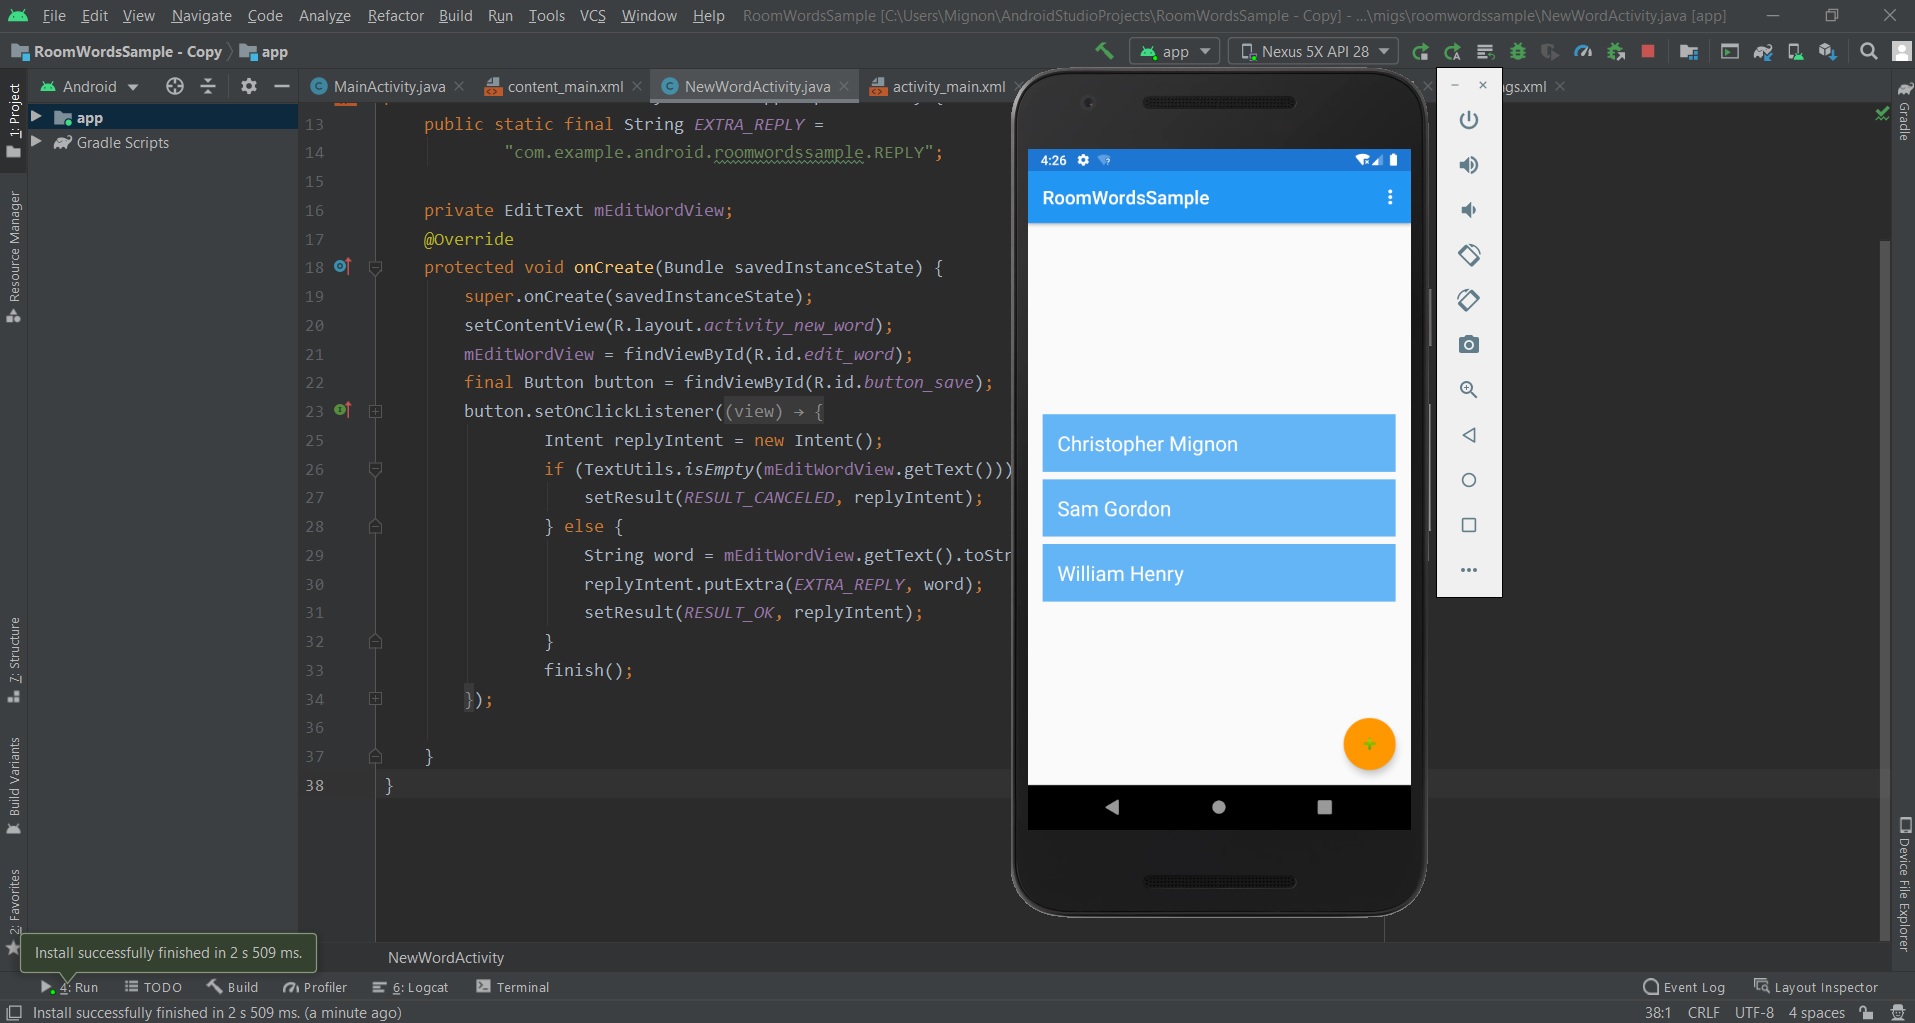 File Edit View Navigate Code Analyze Refactor Build Run Tools VCS Window Help RoomWordsSample [C:\Users\Mignon\AndroidStudioProjects\RoomWordsSample - Copy] - ...\migs\roomwordssample\NewWordActivity.java [app]
RoomWordsSample - Copy app app Nexus 5X API 28
Android MainActivity.java content_main.xml NewWordActivity.java activity_main.xml gs.xml
1: Project
Resource Manager
7: Structure
Build Variants
2: Favorites
app
Gradle Scripts
13 public static final String EXTRA_REPLY =
14 "com.example.android.roomwordssample.REPLY";
15
16 private EditText mEditWordView;
17 @Override
18 protected void onCreate(Bundle savedInstanceState) {
19 super.onCreate(savedInstanceState);
20 setContentView(R.layout.activity_new_word);
21 mEditWordView = findViewById(R.id.edit_word);
22 final Button button = findViewById(R.id.button_save);
23 button.setOnClickListener((view) → {
25 Intent replyIntent = new Intent();
26 if (TextUtils.isEmpty(mEditWordView.getText()))
27 setResult(RESULT_CANCELED, replyIntent);
28 } else {
29 String word = mEditWordView.getText().toStr
30 replyIntent.putExtra(EXTRA_REPLY, word);
31 setResult(RESULT_OK, replyIntent);
32 }
33 finish();
34 });
36
37 }
38 }
4:26
RoomWordsSample
Christopher Mignon
Sam Gordon
William Henry
Gradle
Device File Explorer
Install successfully finished in 2 s 509 ms.
NewWordActivity
4: Run TODO Build Profiler 6: Logcat Terminal Event Log Layout Inspector
Install successfully finished in 2 s 509 ms. (a minute ago) 38:1 CRLF UTF-8 4 spaces